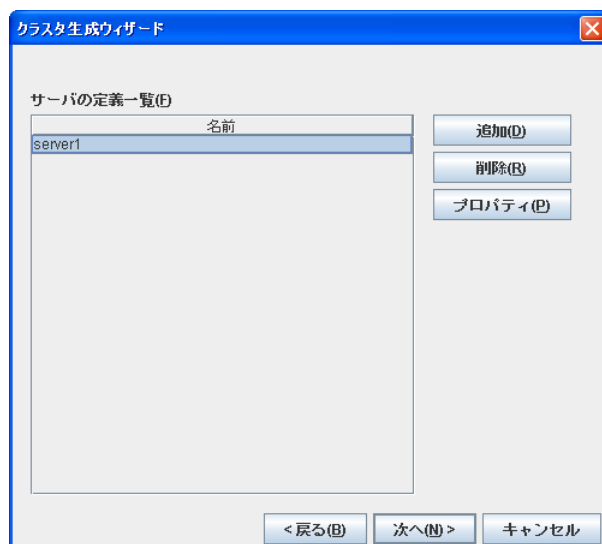 クラスタ生成ウィザード
サーバの定義一覧(F)
名前
server1
追加(D)
削除(R)
プロパティ(P)
<戻る(B)
次へ(N)>
キャンセル